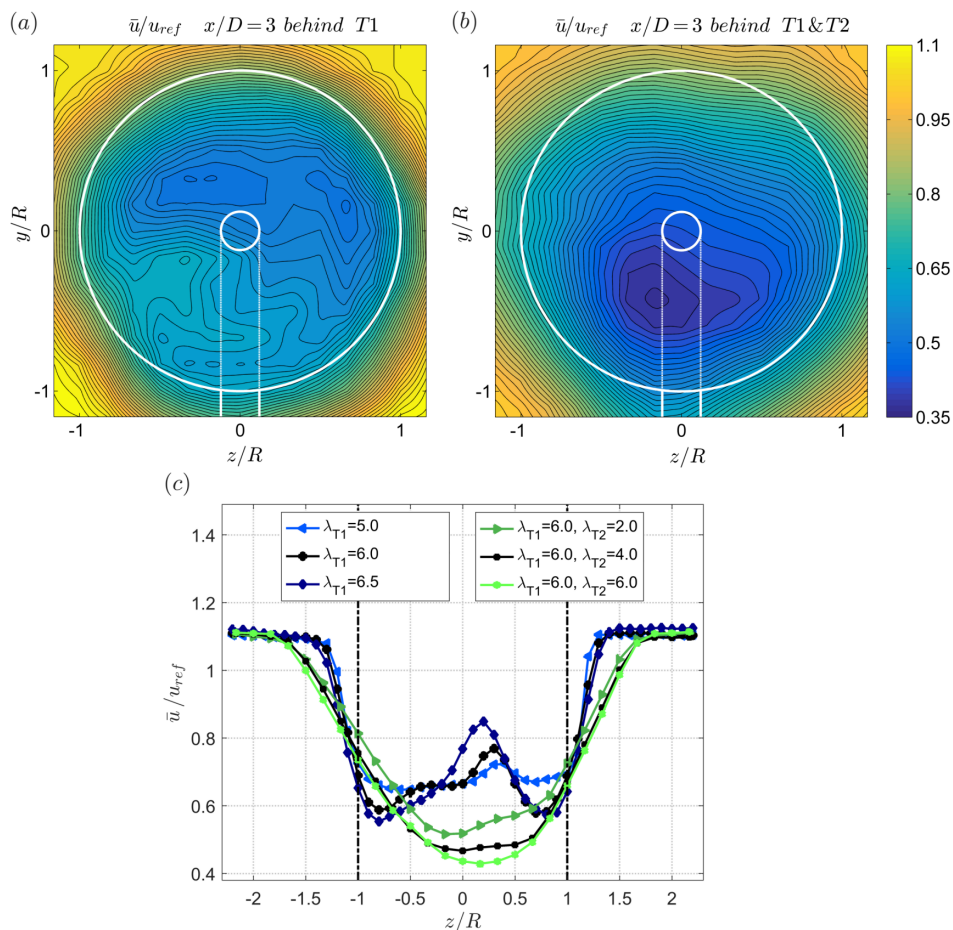 (a) ū/u_ref x/D=3 behind T1
(b) ū/u_ref x/D=3 behind T1&T2
1
0
-1
y/R
-1 0 1
z/R
1
0
-1
y/R
-1 0 1
z/R
1.1
0.95
0.8
0.65
0.5
0.35
(c)
λ_T1=5.0
λ_T1=6.0
λ_T1=6.5
λ_T1=6.0, λ_T2=2.0
λ_T1=6.0, λ_T2=4.0
λ_T1=6.0, λ_T2=6.0
1.4
1.2
1
0.8
0.6
0.4
ū/u_ref
-2 -1.5 -1 -0.5 0 0.5 1 1.5 2
z/R